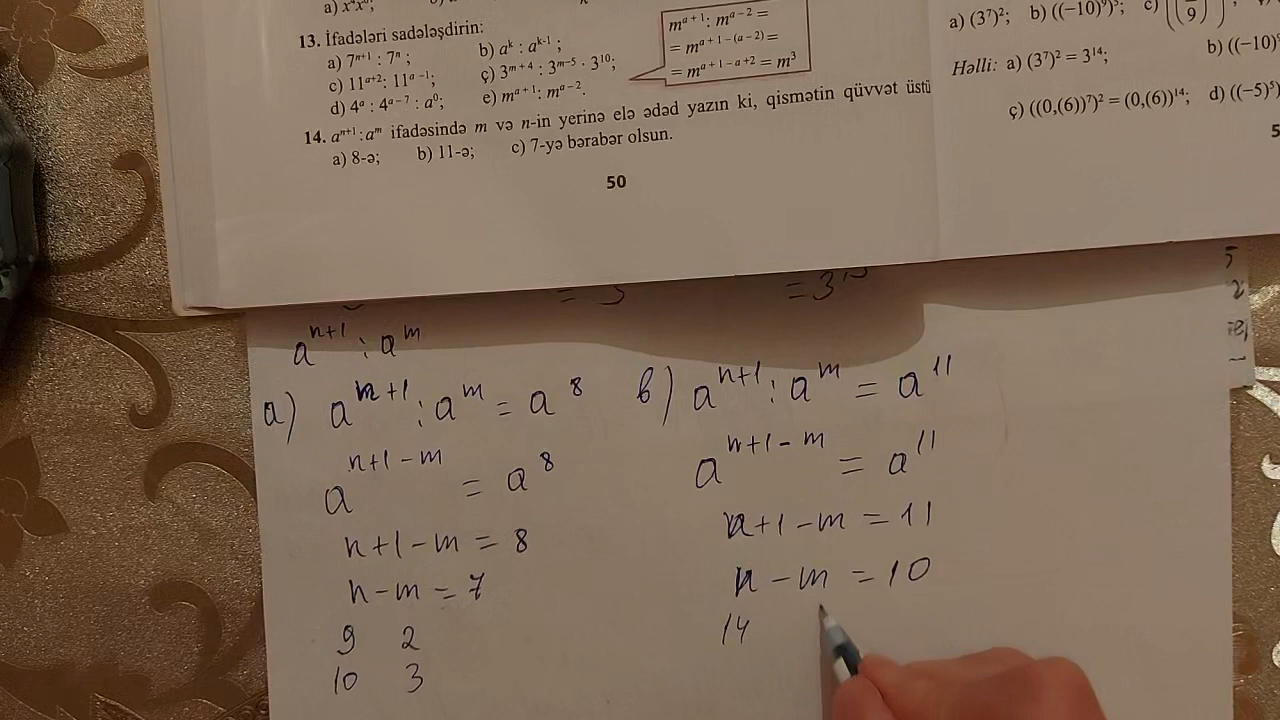 a) x⁴x⁶;
13. İfadələri sadələşdirin:
a) 7ⁿ⁺¹ : 7ⁿ; b) aᵏ : aᵏ⁻¹;
c) 11ᵃ⁺² : 11ᵃ⁻¹; ç) 3ᵐ⁺⁴ : 3ᵐ⁻⁵ · 3¹⁰;
d) 4ᵃ : 4ᵃ⁻⁷ : a⁰; e) mᵃ⁺¹ : mᵃ⁻².
mᵃ⁺¹ : mᵃ⁻² =
= mᵃ⁺¹⁻⁽ᵃ⁻²⁾ =
= mᵃ⁺¹⁻ᵃ⁺² = m³
14. aⁿ⁺¹ : aᵐ ifadəsində m və n-in yerinə elə ədəd yazın ki, qismətin qüvvət üstü
a) 8-ə; b) 11-ə; c) 7-yə bərabər olsun.
50
a) (3⁷)²; b) ((−10)⁹)⁵; c)
Həlli: a) (3⁷)² = 3¹⁴; b) ((−10)
ç) ((0,(6))⁷)² = (0,(6))¹⁴; d) ((−5)⁵)
5
= 3 = 3¹⁵
aⁿ⁺¹ : aᵐ
a) aⁿ⁺¹ : aᵐ = a⁸
aⁿ⁺¹⁻ᵐ = a⁸
n+1−m = 8
n−m = 7
9 2
10 3
b) aⁿ⁺¹ : aᵐ = a¹¹
aⁿ⁺¹⁻ᵐ = a¹¹
n+1−m = 11
n−m = 10
14